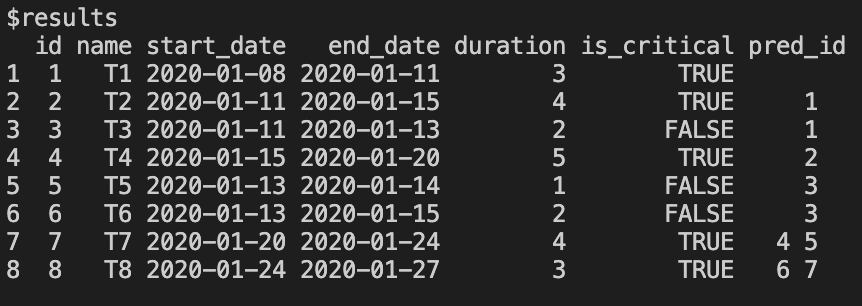 $results
  id name start_date   end_date duration is_critical pred_id
1  1   T1 2020-01-08 2020-01-11        3        TRUE
2  2   T2 2020-01-11 2020-01-15        4        TRUE       1
3  3   T3 2020-01-11 2020-01-13        2       FALSE       1
4  4   T4 2020-01-15 2020-01-20        5        TRUE       2
5  5   T5 2020-01-13 2020-01-14        1       FALSE       3
6  6   T6 2020-01-13 2020-01-15        2       FALSE       3
7  7   T7 2020-01-20 2020-01-24        4        TRUE     4 5
8  8   T8 2020-01-24 2020-01-27        3        TRUE     6 7